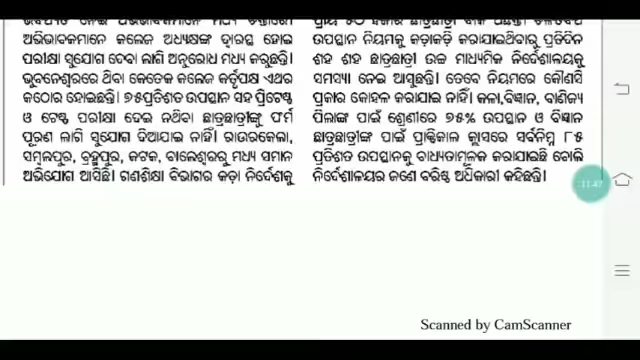 ଅଭିଭାବକମାନେ କଲେଜ ଅଧ୍ୟକ୍ଷଙ୍କ ଦ୍ୱାରସ୍ଥ ହୋଇ
ପରୀକ୍ଷା ସୁଯୋଗ ଦେବା ଲାଗି ଅନୁରୋଧ ମଧ୍ୟ କରୁଛନ୍ତି।
ଭୁବନେଶ୍ୱରରେ ଥିବା କେତେକ କଲେଜ କର୍ତ୍ତୃପକ୍ଷ ଏଥର
କଠୋର ହୋଇଛନ୍ତି। ୭୫ପ୍ରତିଶତ ଉପସ୍ଥାନ ସହ ପ୍ରିଟେଷ୍ଟ
ଓ ଟେଷ୍ଟ ପରୀକ୍ଷା ଦେଇ ନଥିବା ଛାତ୍ରଛାତ୍ରୀଙ୍କୁ ଫର୍ମ
ପୂରଣ ଲାଗି ସୁଯୋଗ ଦିଆଯାଇ ନାହିଁ। ରାଉରକେଲା,
ସମ୍ବଲପୁର, ବ୍ରହ୍ମପୁର, କଟକ, ବାଲେଶ୍ୱରରୁ ମଧ୍ୟ ସମାନ
ଅଭିଯୋଗ ଆସିଛି। ଗଣଶିକ୍ଷା ବିଭାଗର କଡ଼ା ନିର୍ଦ୍ଦେଶକୁ
ଉପସ୍ଥାନ ନିୟମକୁ କଡ଼ାକଡ଼ି କରାଯାଇଥିବାରୁ ପ୍ରତିଦିନ
ଶହ ଶହ ଛାତ୍ରଛାତ୍ରୀ ଉଚ୍ଚ ମାଧ୍ୟମିକ ନିର୍ଦେଶାଳୟକୁ
ସମସ୍ୟା ନେଇ ଆସୁଛନ୍ତି। ତେବେ ନିୟମରେ କୌଣସି
ପ୍ରକାର କୋହଳ କରାଯାଇ ନାହିଁ। କଳା,ବିଜ୍ଞାନ, ବାଣିଜ୍ୟ
ପିଲାଙ୍କ ପାଇଁ ଶ୍ରେଣୀରେ ୭୫% ଉପସ୍ଥାନ ଓ ବିଜ୍ଞାନ
ଛାତ୍ରଛାତ୍ରୀଙ୍କ ପାଇଁ ପ୍ରାକ୍ଟିକାଲ କ୍ଲାସରେ ସର୍ବନିମ୍ନ ୮୫
ପ୍ରତିଶତ ଉପସ୍ଥାନକୁ ବାଧ୍ୟତାମୂଳକ କରାଯାଇଛି ବୋଲି
ନିର୍ଦେଶାଳୟର ଜଣେ ବରିଷ୍ଠ ଅଧିକାରୀ କହିଛନ୍ତି।
11:47
Scanned by CamScanner